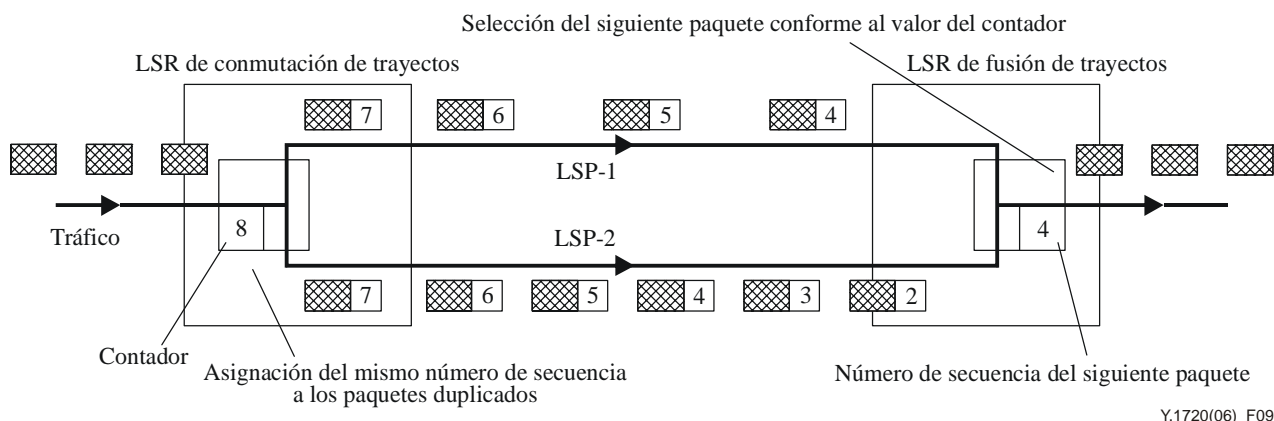 Selección del siguiente paquete conforme al valor del contador
LSR de conmutación de trayectos
LSR de fusión de trayectos
7
6
5
4
LSP-1
Tráfico
8
4
LSP-2
7
6
5
4
3
2
Contador
Asignación del mismo número de secuencia
a los paquetes duplicados
Número de secuencia del siguiente paquete
Y.1720(06)_F09